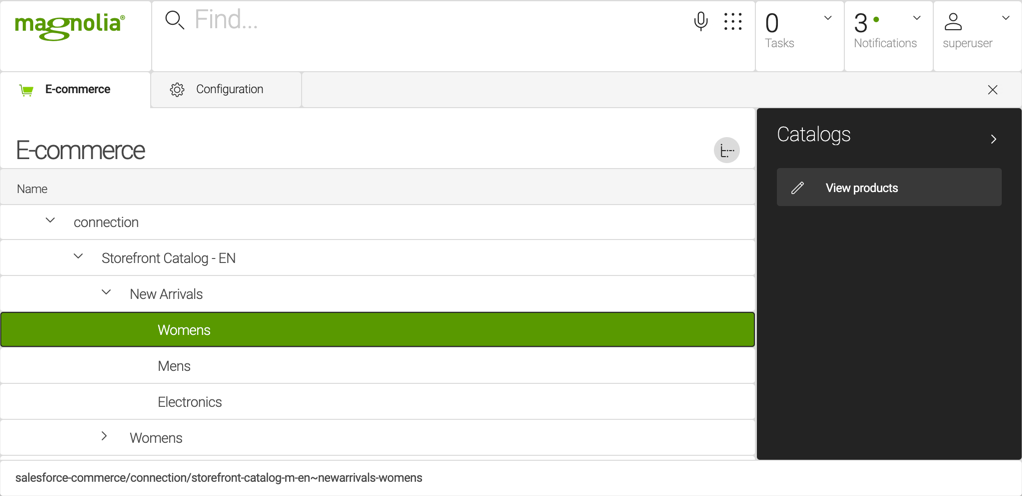 magnolia®
Find...
0
Tasks
3
Notifications
superuser
E-commerce
Configuration
E-commerce
Name
connection
Storefront Catalog - EN
New Arrivals
Womens
Mens
Electronics
Womens
Catalogs
View products
salesforce-commerce/connection/storefront-catalog-m-en~newarrivals-womens